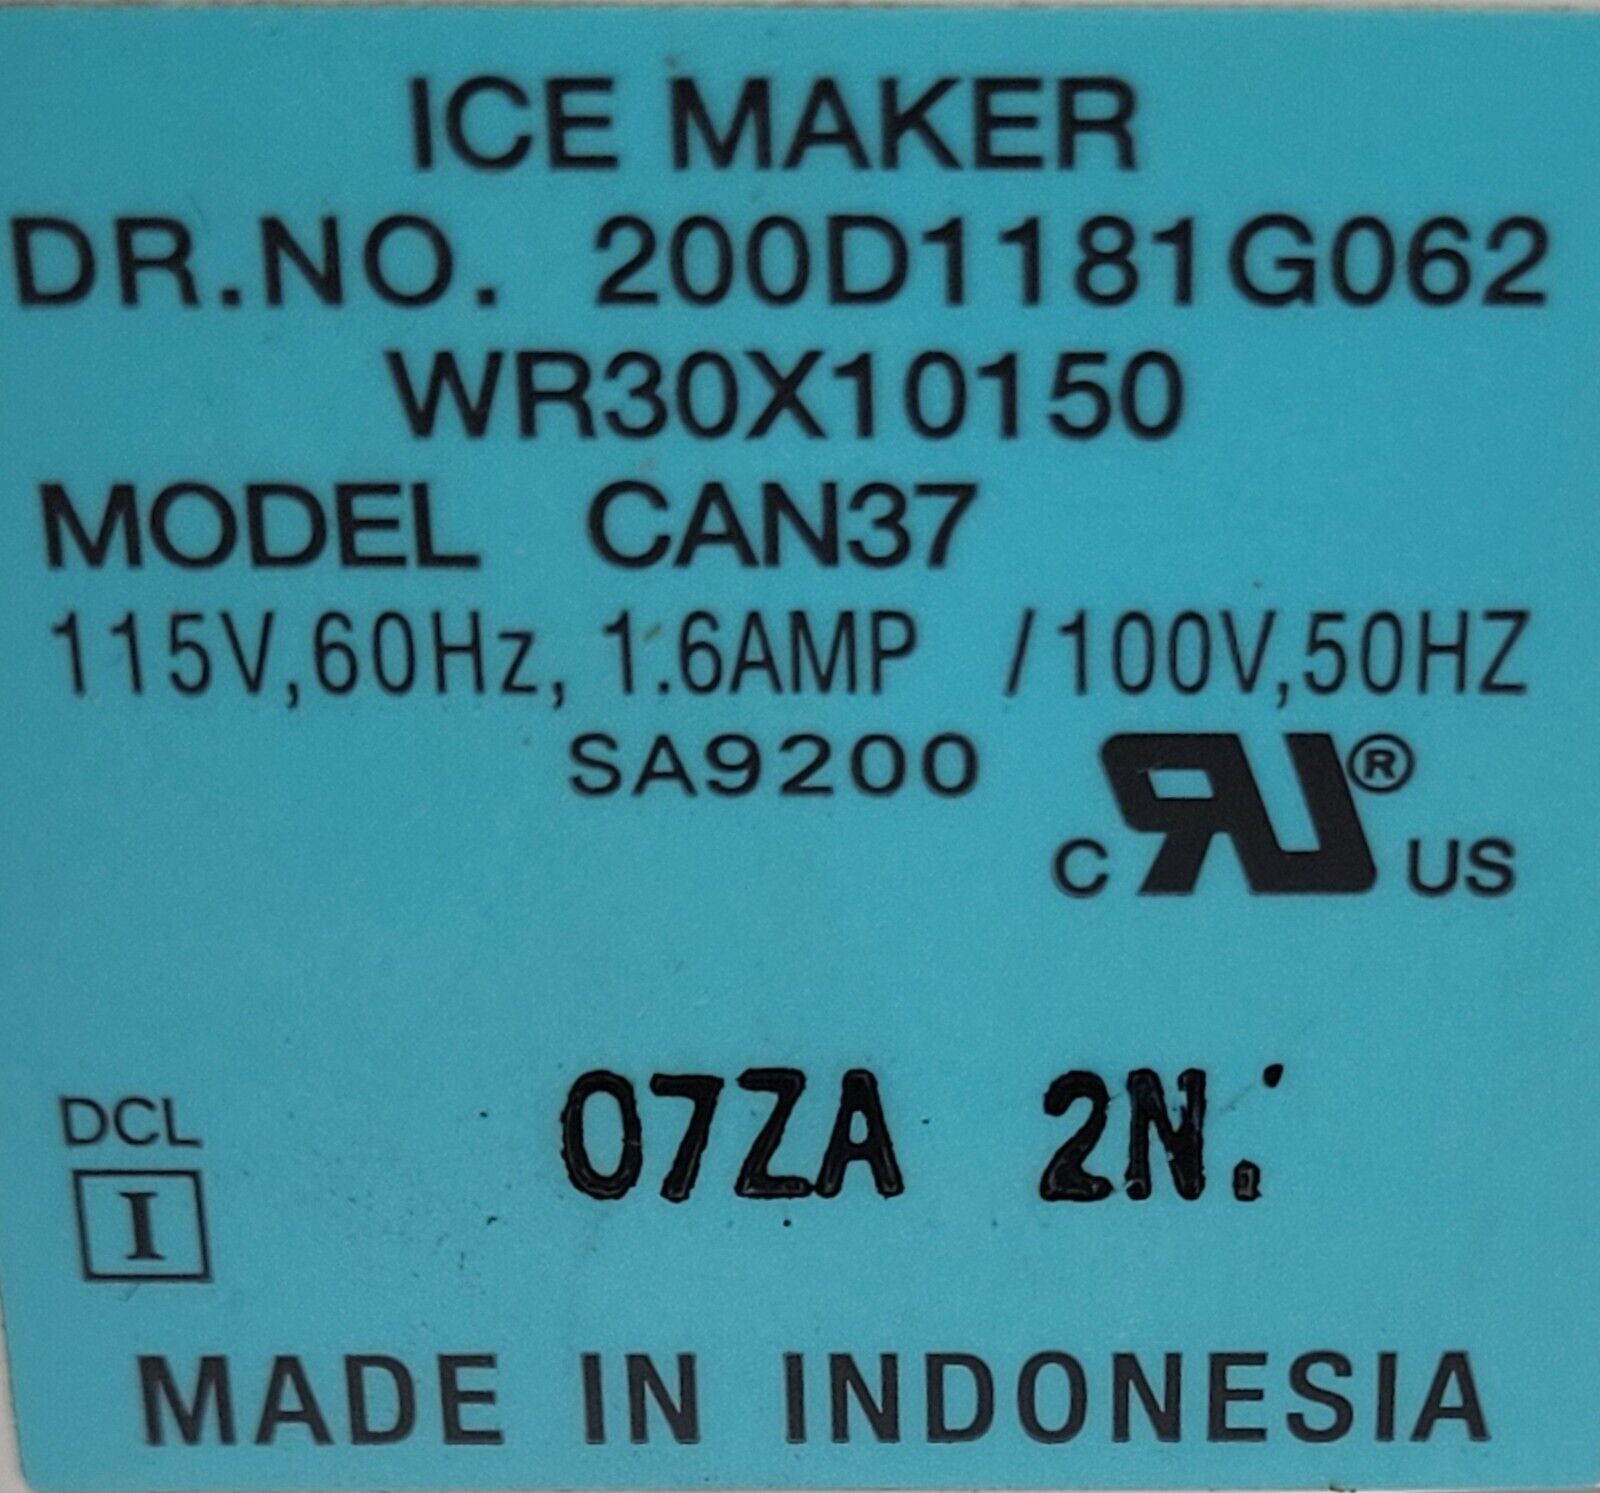 ICE MAKER
DR.NO. 200D1181G062
WR30X10150
MODEL CAN37
115V,60Hz, 1.6AMP /100V,50HZ
SA9200
C RU® US
07ZA 2N.
DCL
I
MADE IN INDONESIA